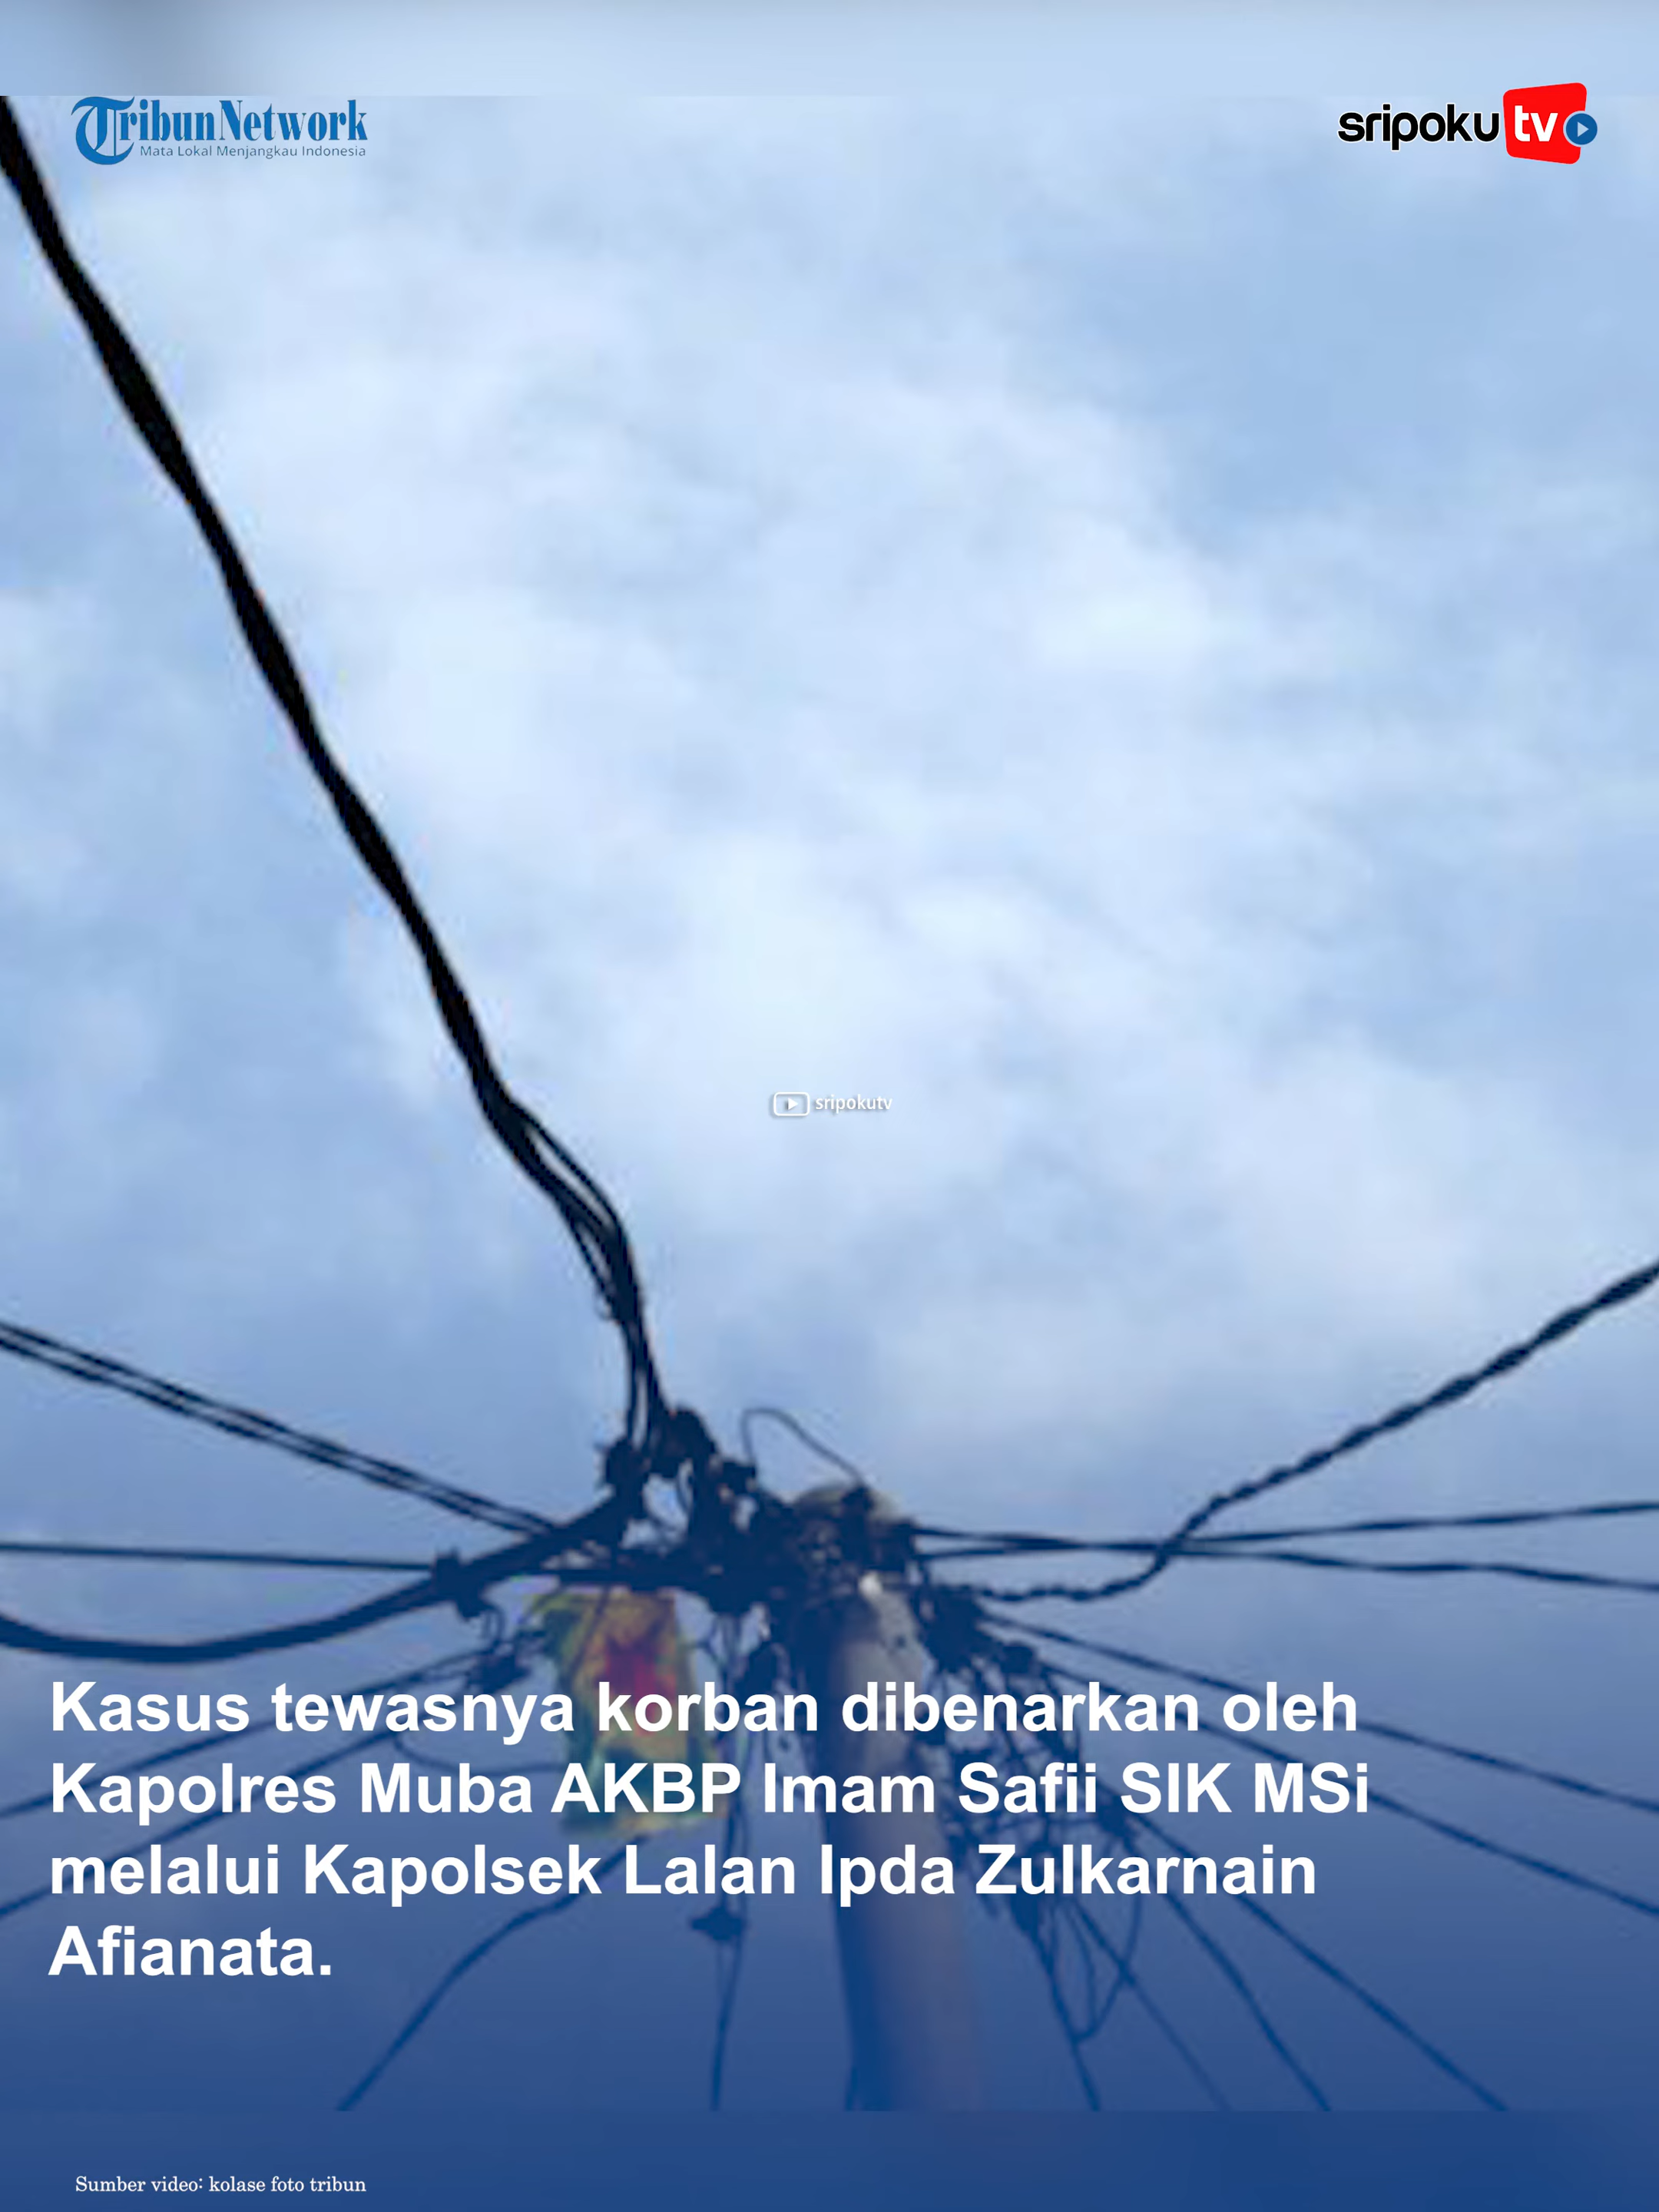 TribunNetwork
Mata Lokal Menjangkau Indonesia
sripoku tv
sripokutv
Kasus tewasnya korban dibenarkan oleh
Kapolres Muba AKBP Imam Safii SIK MSi
melalui Kapolsek Lalan Ipda Zulkarnain
Afianata.
Sumber video: kolase foto tribun